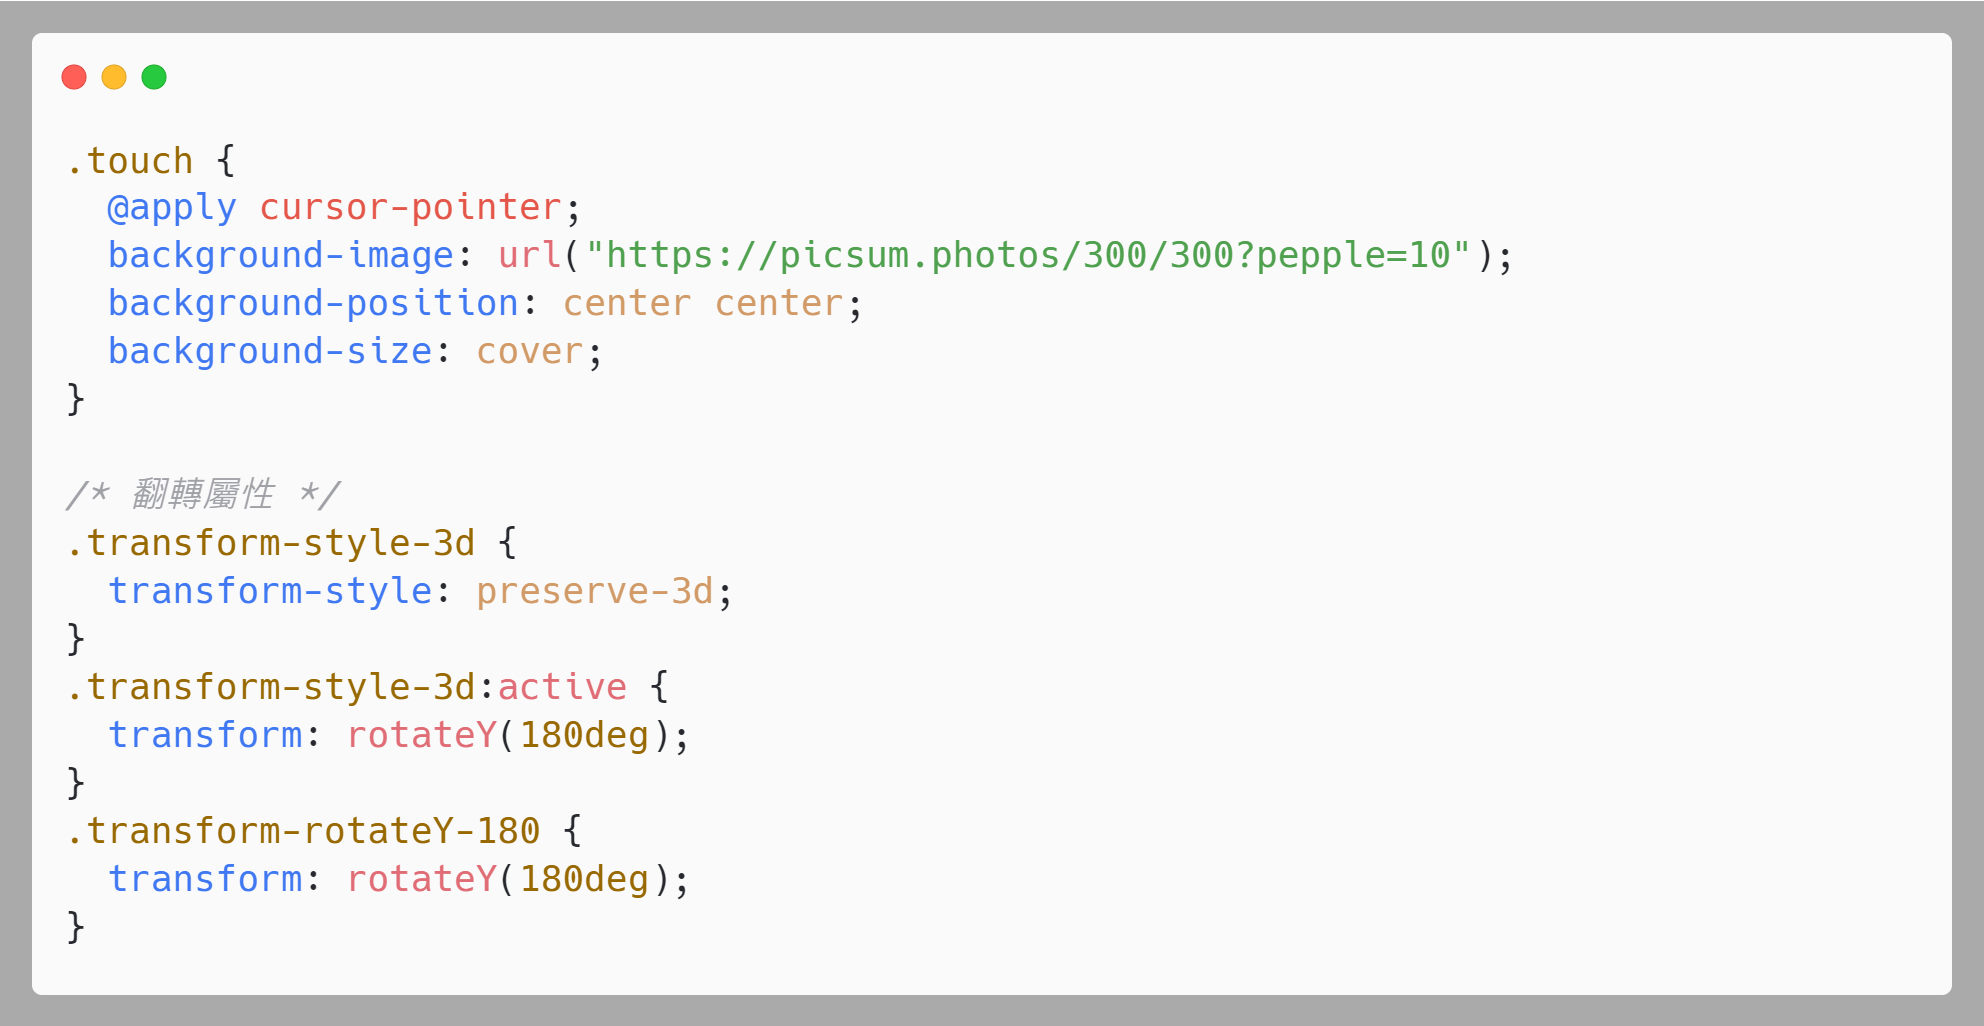 .touch {
  @apply cursor-pointer;
  background-image: url("https://picsum.photos/300/300?pepple=10");
  background-position: center center;
  background-size: cover;
}

/* 翻轉屬性 */
.transform-style-3d {
  transform-style: preserve-3d;
}
.transform-style-3d:active {
  transform: rotateY(180deg);
}
.transform-rotateY-180 {
  transform: rotateY(180deg);
}